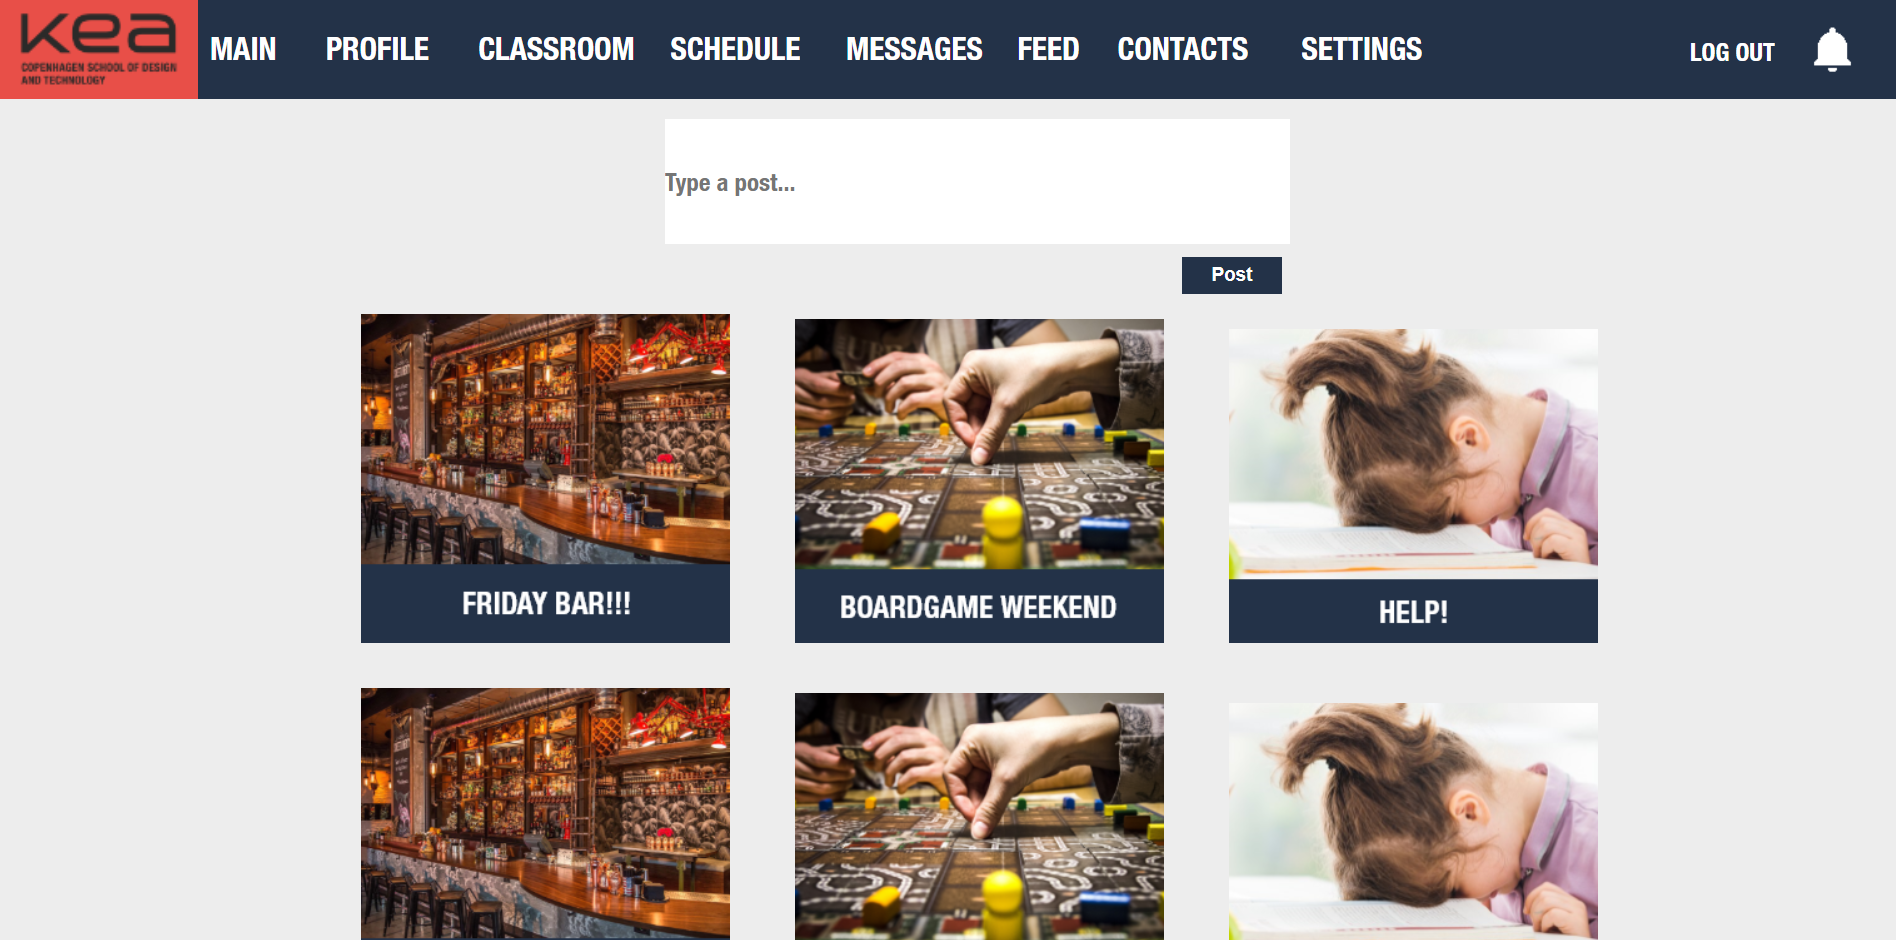 kea
COPENHAGEN SCHOOL OF DESIGN
AND TECHNOLOGY
MAIN PROFILE CLASSROOM SCHEDULE MESSAGES FEED CONTACTS SETTINGS LOG OUT
Type a post...
Post
FRIDAY BAR!!!
BOARDGAME WEEKEND
HELP!